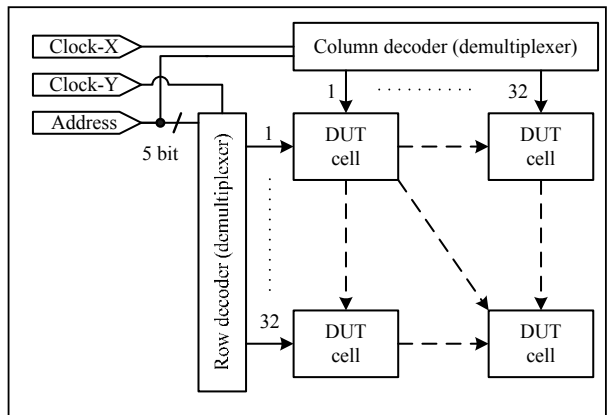 Clock-X
Column decoder (demultiplexer)
Clock-Y
1
32
Address
5 bit
1
DUT
cell
DUT
cell
Row decoder (demultiplexer)
32
DUT
cell
DUT
cell